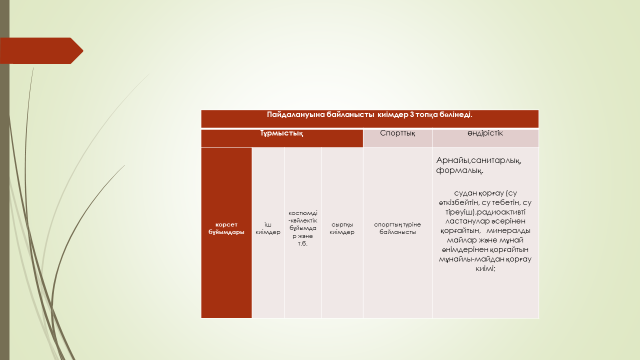 Пайдалануына байланысты киімдер 3 топқа бөлінеді.
Тұрмыстық
Спорттық
өндірістік
корсет
бұйымдары
іш
киімдер
костюмді
-көйлектік
бұйымда
р және
т.б.
сыртқы
киімдер
спорттың түріне
байланысты
Арнайы,санитарлық,
формалық.
судан қорғау (су
өткізбейтін, су тебетін, су
тіреуіш).радиоактивті
ластанулар әсерінен
қорғайтын, минералды
майлар және мұнай
өнімдерінен қорғайтын
мұнайлы-майдан қорғау
киімі;